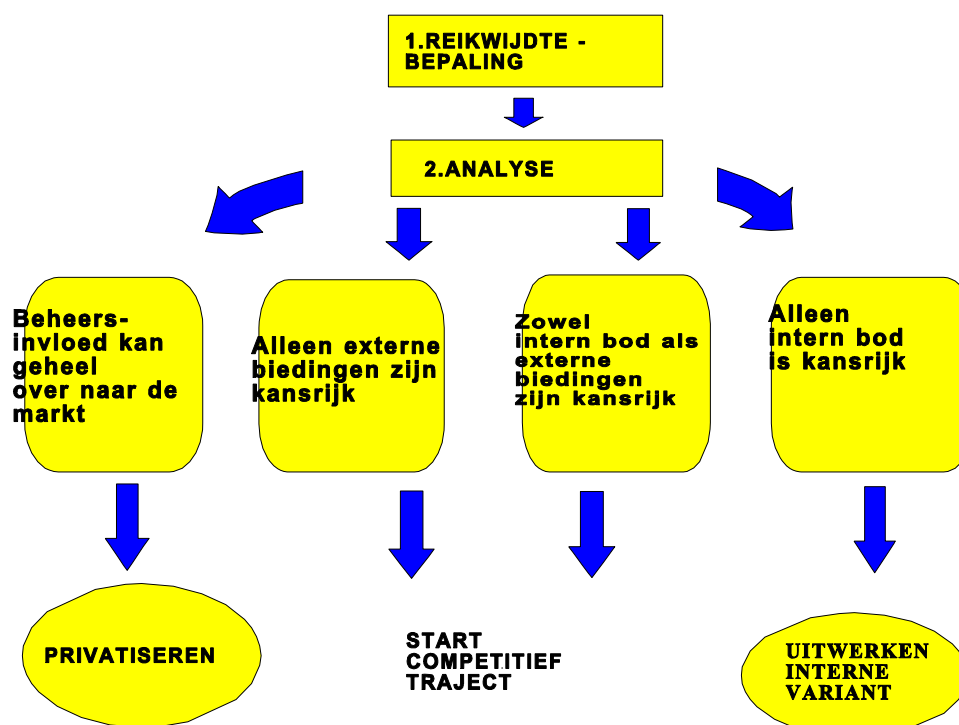 1.REIKWIJDTE -
BEPALING
2.ANALYSE
Beheers-
invloed kan
geheel
over naar de
markt
Alleen externe
biedingen zijn
kansrijk
Zowel
intern bod als
externe
biedingen
zijn kansrijk
Alleen
intern bod
is kansrijk
PRIVATISEREN
START
COMPETITIEF
TRAJECT
UITWERKEN
INTERNE
VARIANT